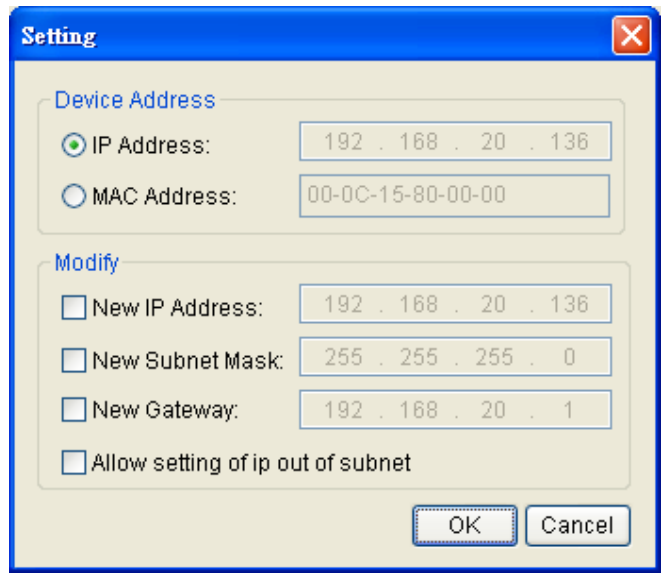 Setting
Device Address
IP Address: 192 . 168 . 20 . 136
MAC Address: 00-0C-15-80-00-00
Modify
New IP Address: 192 . 168 . 20 . 136
New Subnet Mask: 255 . 255 . 255 . 0
New Gateway: 192 . 168 . 20 . 1
Allow setting of ip out of subnet
OK Cancel